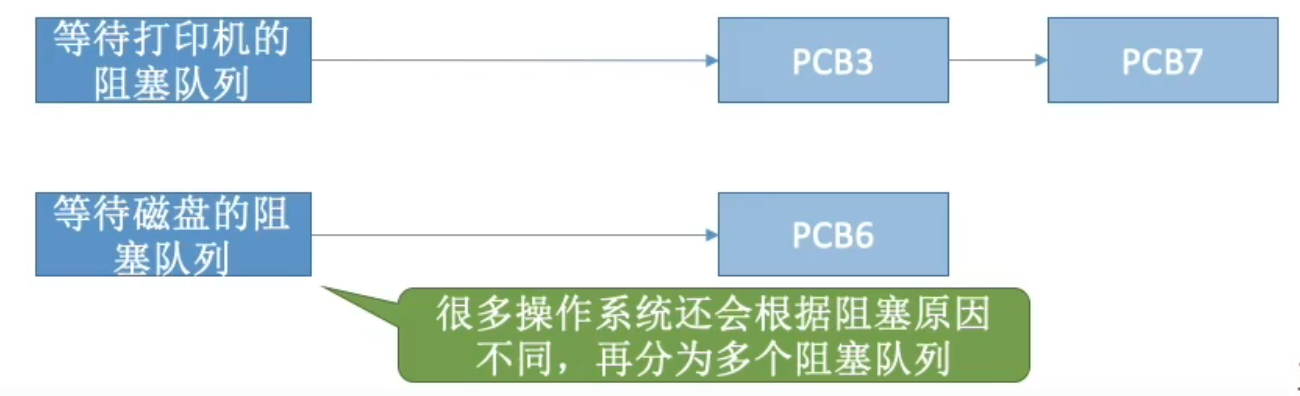 等待打印机的
阻塞队列
PCB3
PCB7
等待磁盘的阻
塞队列
PCB6
很多操作系统还会根据阻塞原因
不同，再分为多个阻塞队列